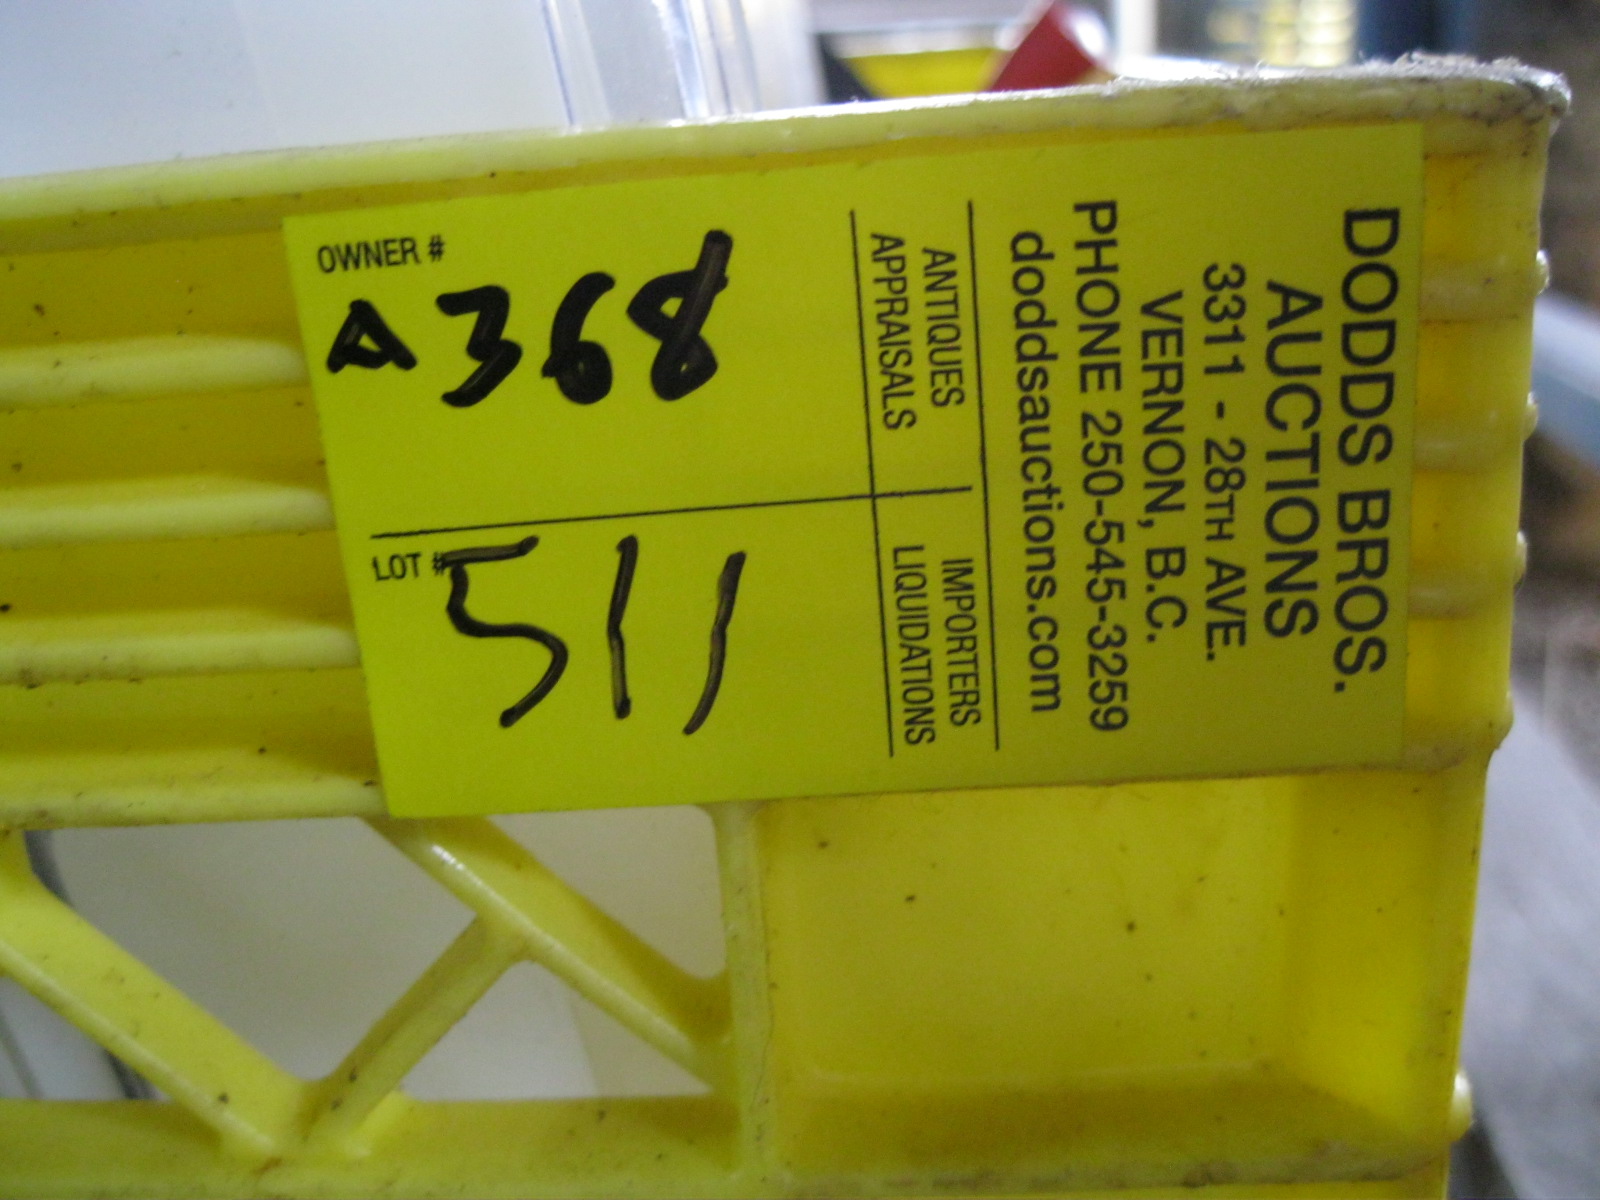 DODDS BROS.
AUCTIONS
3311 - 28TH AVE.
VERNON, B.C.
PHONE 250-545-3259
doddsauctions.com
ANTIQUES
APPRAISALS
IMPORTERS
LIQUIDATIONS
OWNER #
A368
LOT #
511